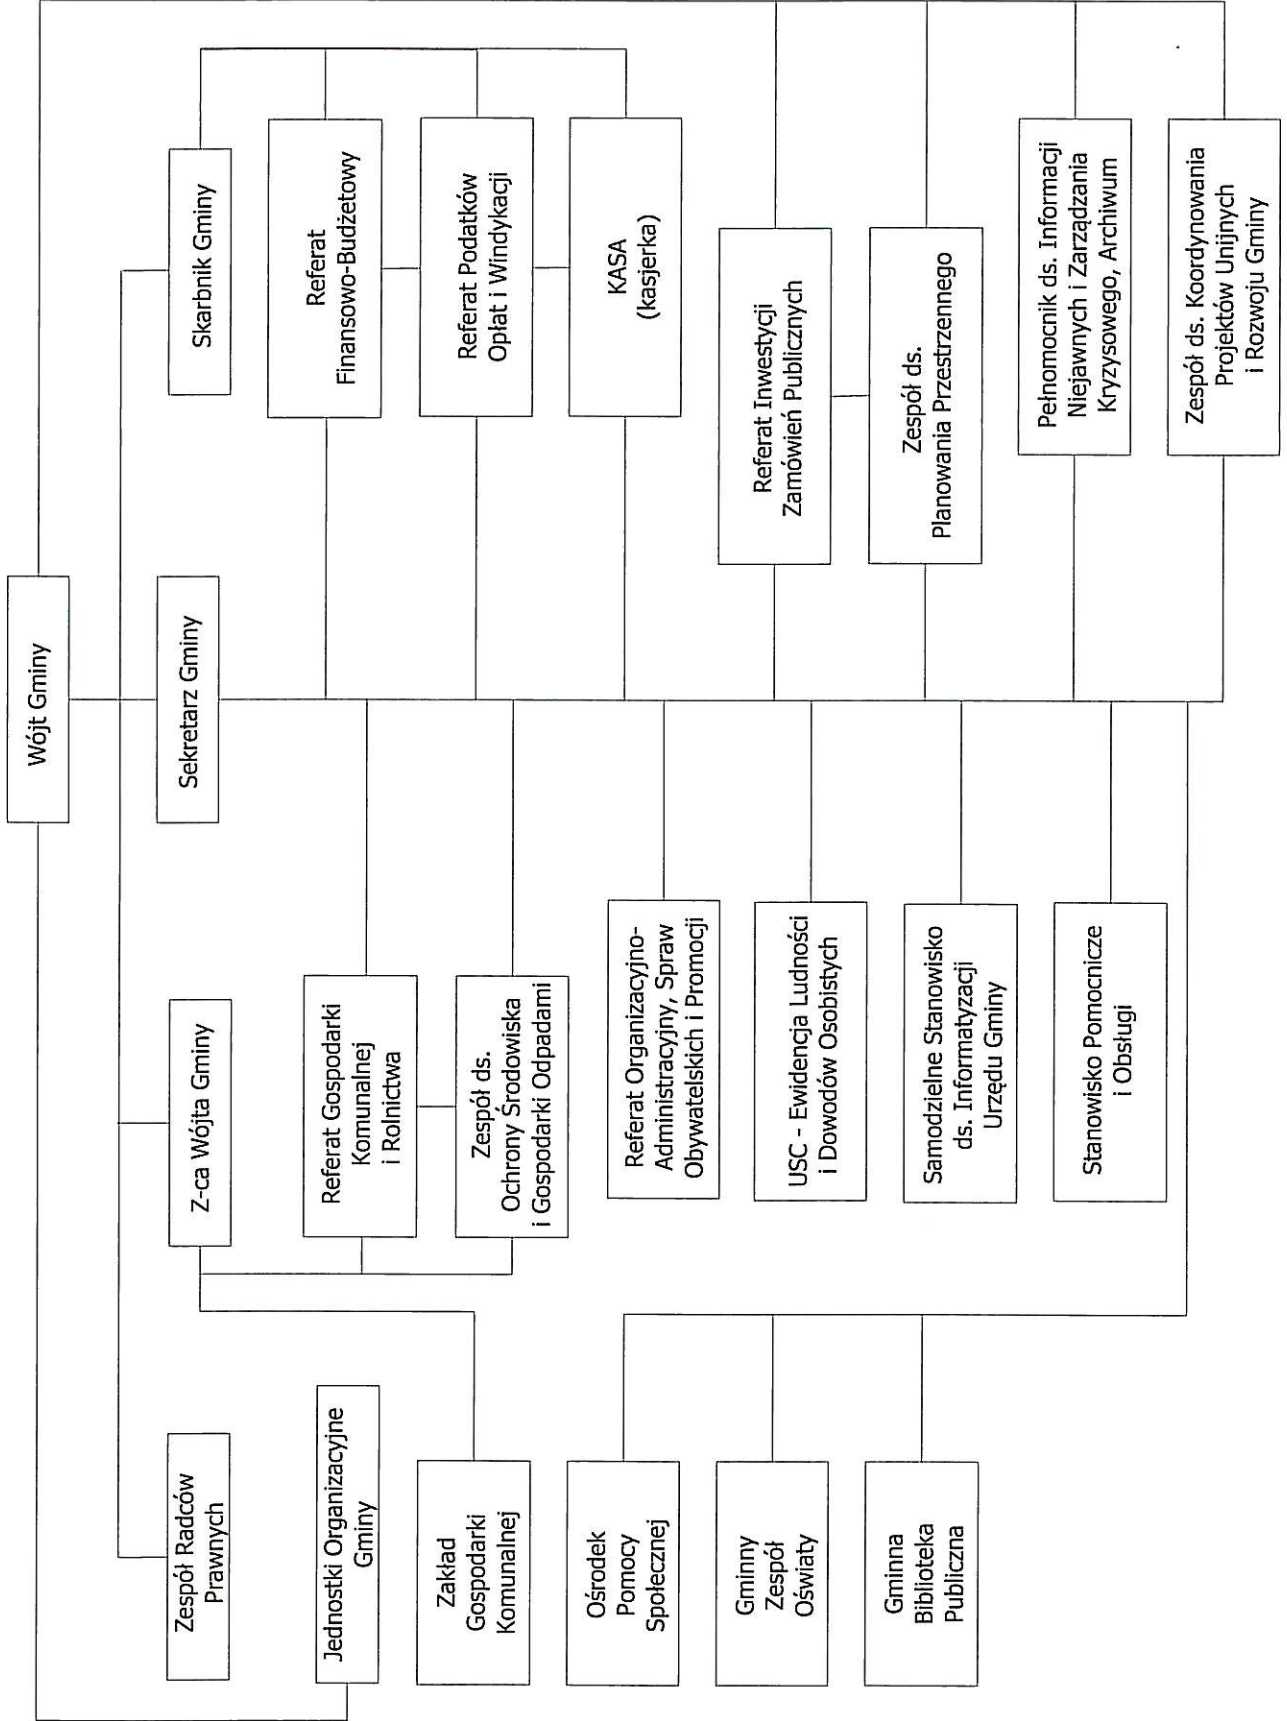 Wójt Gminy
Zespół Radców
Prawnych
Z-ca Wójta Gminy
Sekretarz Gminy
Skarbnik Gminy
Jednostki Organizacyjne
Gminy
Zakład
Gospodarki
Komunalnej
Ośrodek
Pomocy
Społecznej
Gminny
Zespół
Oświaty
Gminna
Biblioteka
Publiczna
Referat Gospodarki
Komunalnej
i Rolnictwa
Zespół ds.
Ochrony Środowiska
i Gospodarki Odpadami
Referat Organizacyjno-
Administracyjny, Spraw
Obywatelskich i Promocji
USC - Ewidencja Ludności
i Dowodów Osobistych
Samodzielne Stanowisko
ds. Informatyzacji
Urzędu Gminy
Stanowisko Pomocnicze
i Obsługi
Referat
Finansowo-Budżetowy
Referat Podatków
Opłat i Windykacji
KASA
(kasjerka)
Referat Inwestycji
Zamówień Publicznych
Zespół ds.
Planowania Przestrzennego
Pełnomocnik ds. Informacji
Niejawnych i Zarządzania
Kryzysowego, Archiwum
Zespół ds. Koordynowania
Projektów Unijnych
i Rozwoju Gminy